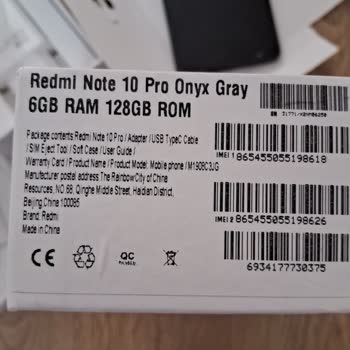 Redmi Note 10 Pro Onyx Gray
6GB RAM 128GB ROM
Package contents Redmi Note 10 Pro / Adapter / USB TypeC Cable
/ SIM Eject Tool / Soft Case / User Guide /
Warranty Card / Product Name / Product Model: Mobile phone / M1908C3JG
Manufacturer postal address The Rainbow City of China
Resources, NO.68, Qinghe Middle Street, Haidian District,
Beijing, China 100085
Brand: Redmi
Made in China
CE
QC
IMEI 1
865455055198618
IMEI 2
865455055198626
6934177730375